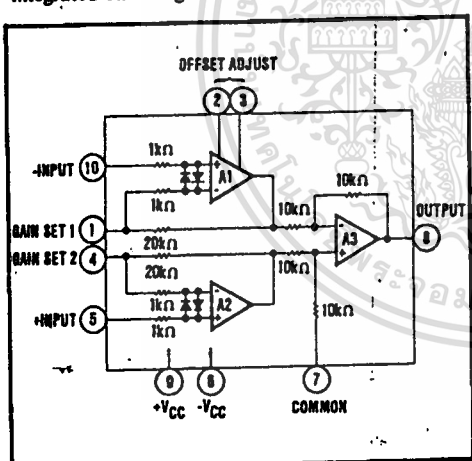 OFFSET ADJUST
2 3
1kΩ
-INPUT 10
A1
10kΩ
1kΩ
10kΩ
OUTPUT
GAIN SET 1 1
20kΩ
A3
8
GAIN SET 2 4
20kΩ
10kΩ
1kΩ
A2
10kΩ
+INPUT 5
1kΩ
9 6 7
+VCC -VCC COMMON